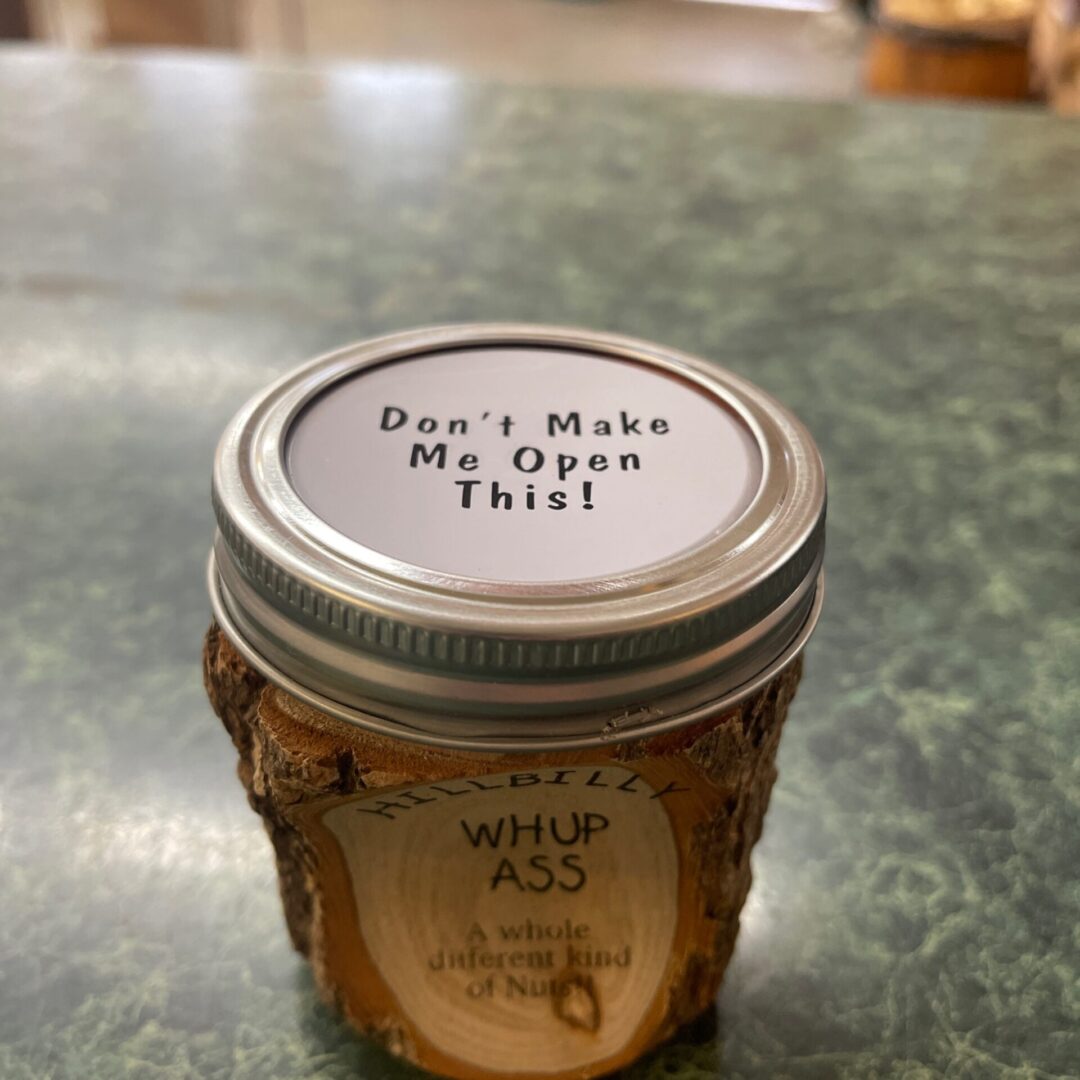 Don't Make
Me Open
This!
HILLBILLY
WHUP
ASS
A whole
different kind
of Nuts!!